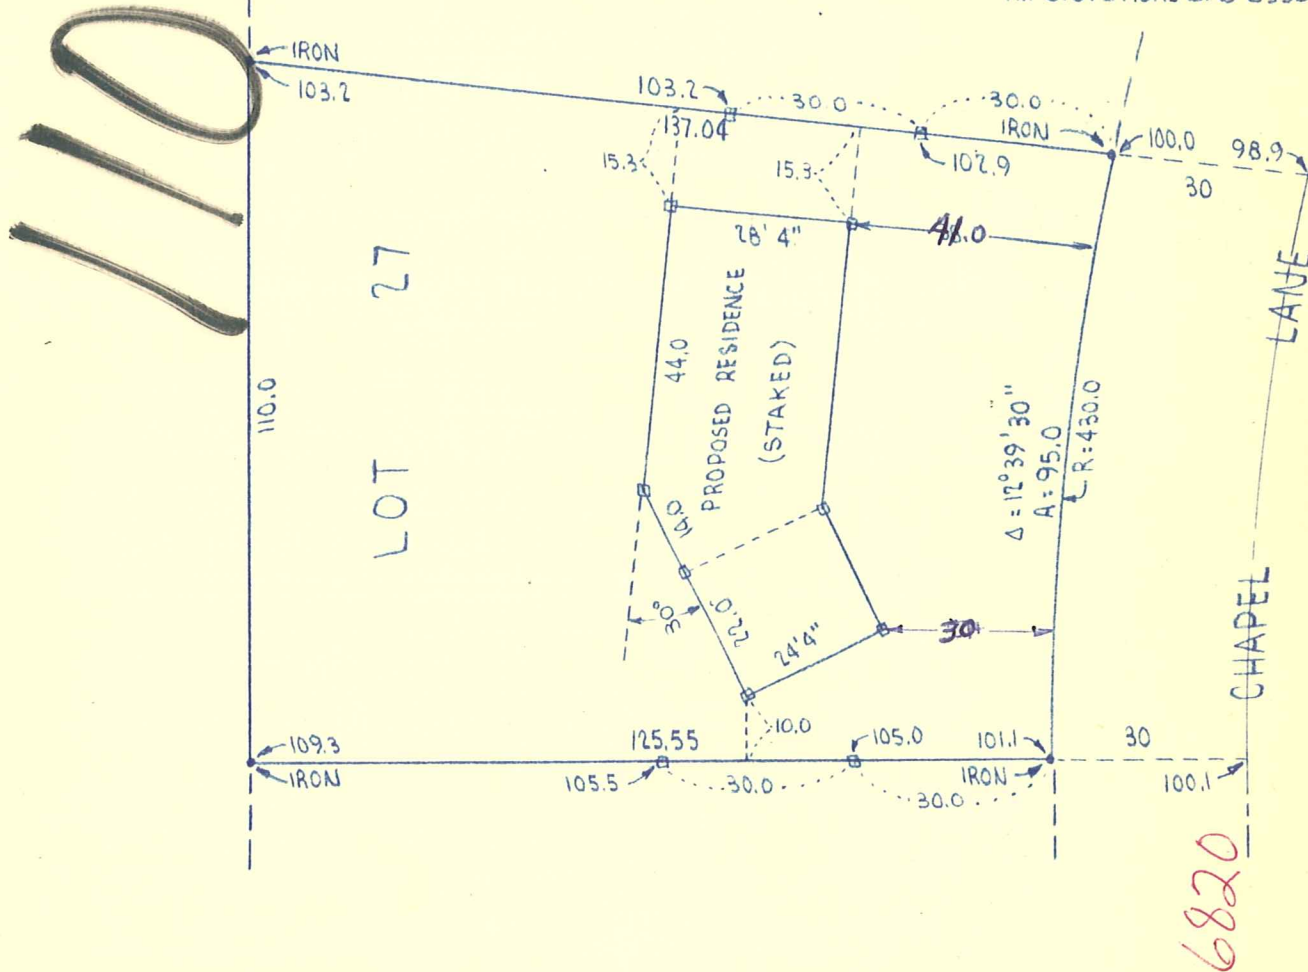 110
IRON
103.2
103.2
30.0
30.0
IRON
100.0
98.9
137.04
102.9
30
15.3
15.3
28' 4"
41.0
LOT 27
110.0
44.0
PROPOSED RESIDENCE
(STAKED)
Δ = 12°39'30"
A = 95.0
R = 430.0
CHAPEL LANE
14.0
30°
22.0
24'4"
30
10.0
109.3
IRON
125.55
105.5
30.0
105.0
30.0
101.1
IRON
30
100.1
6820